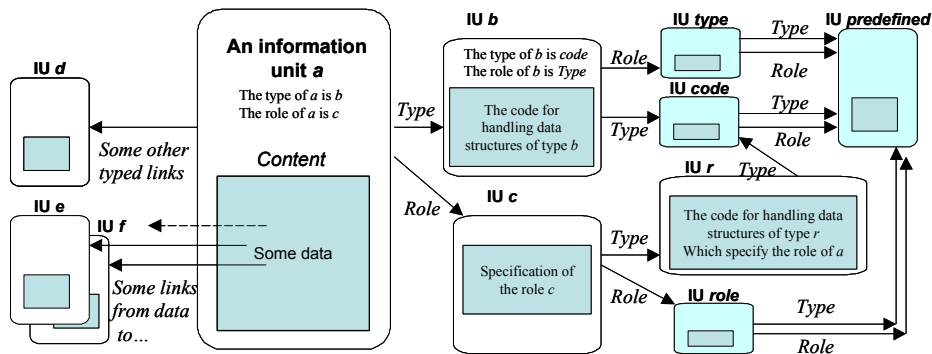 IU d
Some other
typed links
IU e
IU f
Some links
from data
to...
An information
unit a
The type of a is b
The role of a is c
Content
Some data
Type
Role
IU b
The type of b is code
The role of b is Type
The code for
handling data
structures of type b
Role
Type
IU c
Specification of
the role c
Type
Role
IU type
Type
Role
IU code
Type
Role
IU predefined
IU r
Type
The code for handling data
structures of type r
Which specify the role of a
IU role
Type
Role